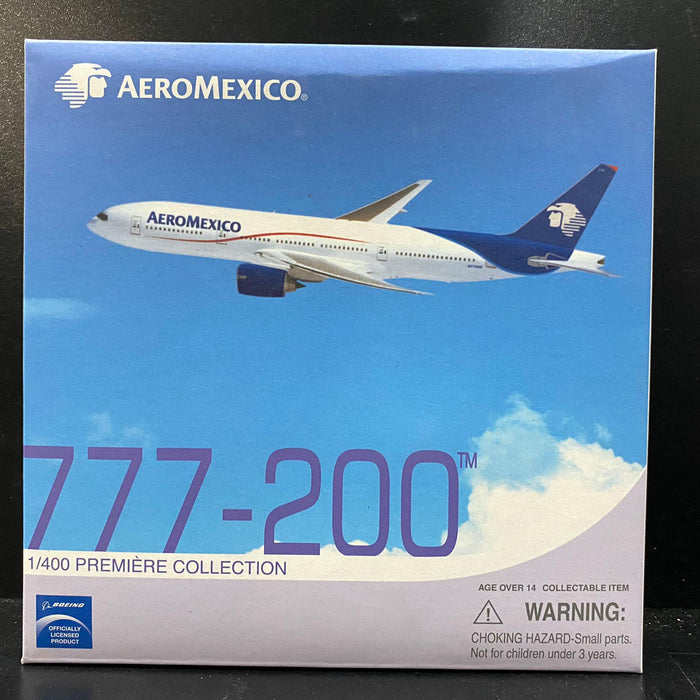 AEROMEXICO®
AEROMEXICO
777-200™
1/400 PREMIÈRE COLLECTION
AGE OVER 14 COLLECTABLE ITEM
BOEING
OFFICIALLY
LICENSED
PRODUCT
WARNING:
CHOKING HAZARD-Small parts.
Not for children under 3 years.